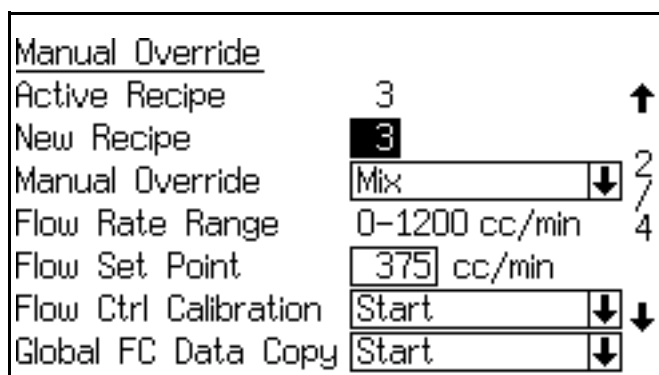 Manual Override
Active Recipe 3
New Recipe 3
Manual Override Mix
Flow Rate Range 0-1200 cc/min
Flow Set Point 375 cc/min
Flow Ctrl Calibration Start
Global FC Data Copy Start
2/4